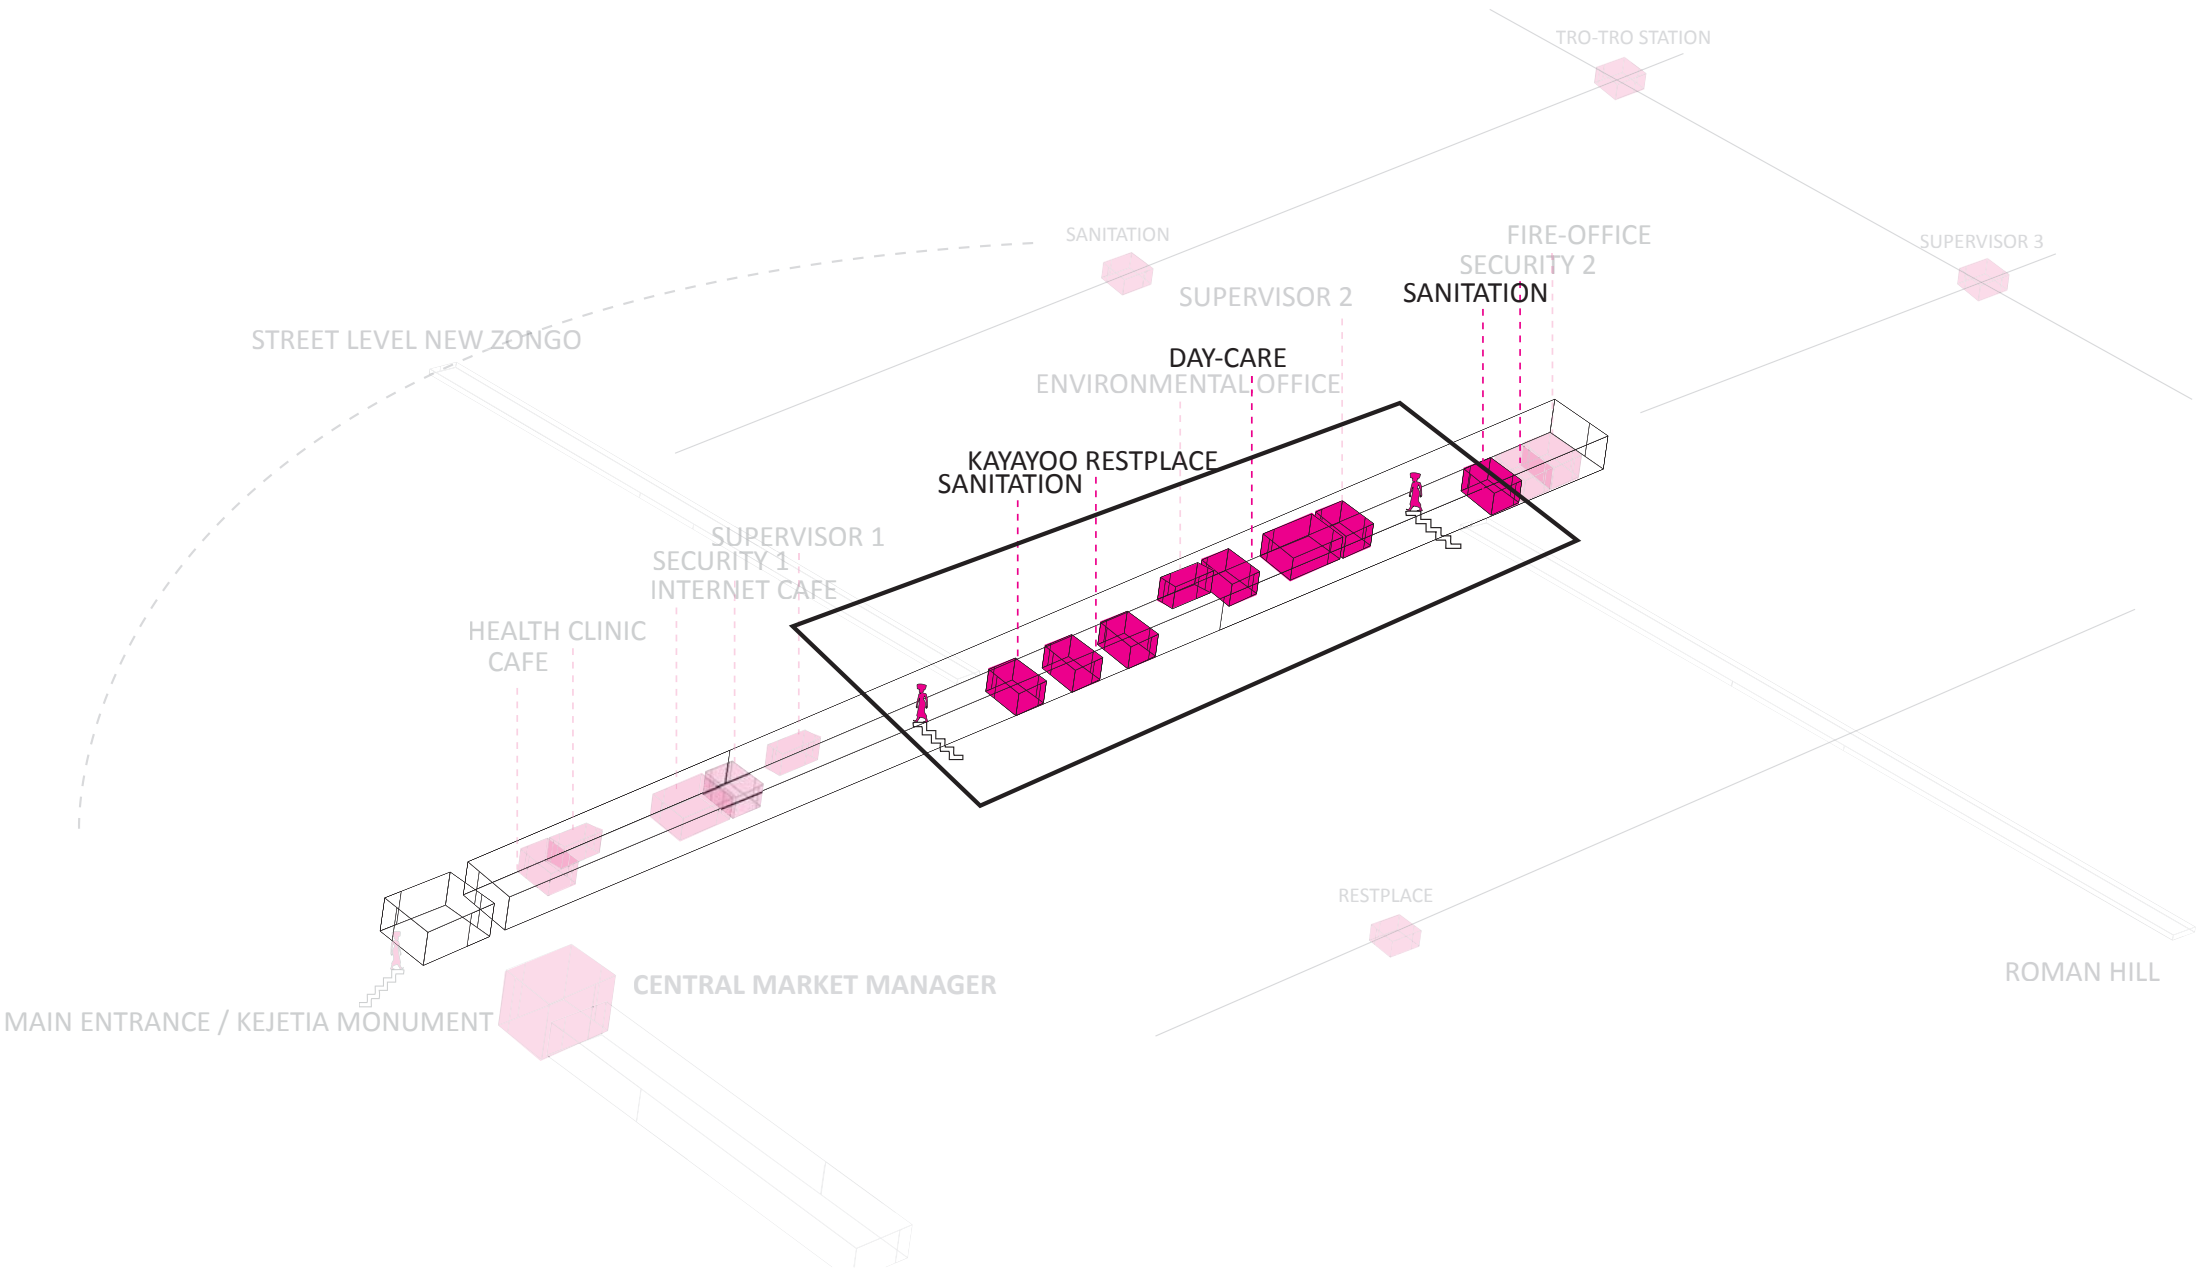 TRO-TRO STATION
SANITATION
FIRE-OFFICE
SUPERVISOR 3
SECURITY 2
SANITATION
SUPERVISOR 2
STREET LEVEL NEW ZONGO
DAY-CARE
ENVIRONMENTAL OFFICE
KAYAYOO RESTPLACE
SANITATION
SUPERVISOR 1
SECURITY 1
INTERNET CAFE
HEALTH CLINIC
CAFE
RESTPLACE
ROMAN HILL
CENTRAL MARKET MANAGER
MAIN ENTRANCE / KEJETIA MONUMENT